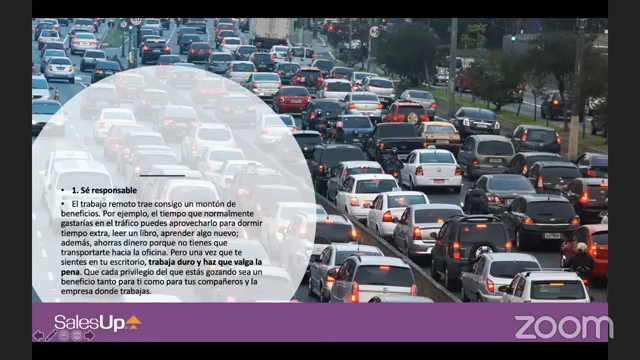 • 1. Sé responsable
• El trabajo remoto trae consigo un montón de
beneficios. Por ejemplo, el tiempo que normalmente
gastarías en el tráfico puedes aprovecharlo para dormir
tiempo extra, leer un libro, aprender algo nuevo;
además, ahorras dinero porque no tienes que
transportarte hacia la oficina. Pero una vez que te
sientes en tu escritorio, trabaja duro y haz que valga la
pena. Que cada privilegio del que estás gozando sea un
beneficio tanto para ti como para tus compañeros y la
empresa donde trabajas.
SalesUp
zoom